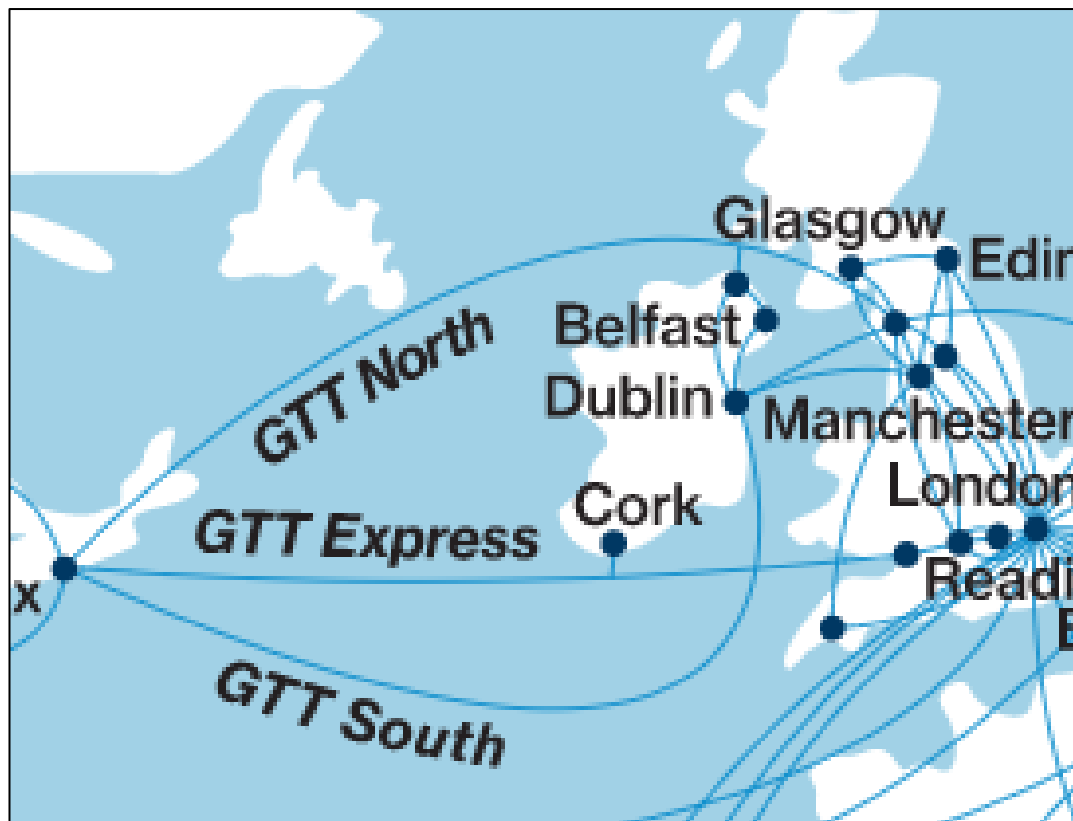 Glasgow
Edin
Belfast
GTT North
Dublin
Manchester
London
Cork
GTT Express
Readi
x
E
GTT South